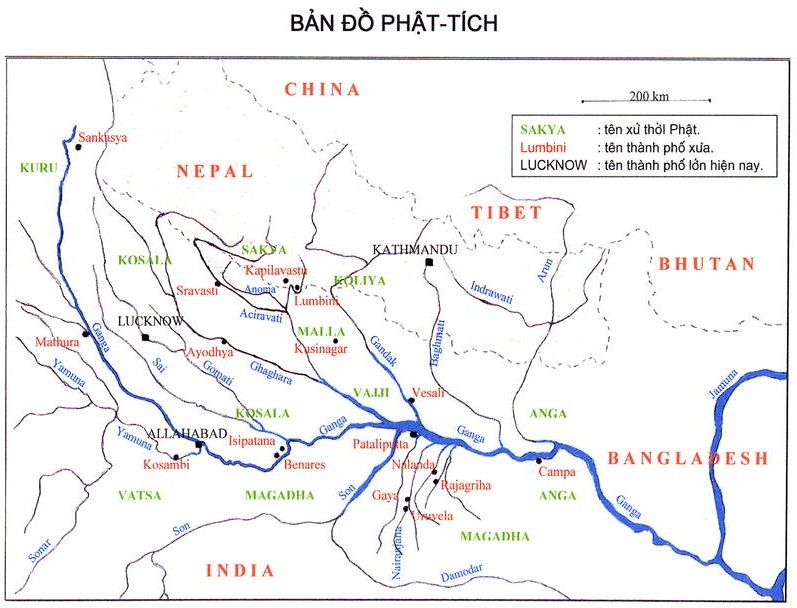 BẢN ĐỒ PHẬT-TÍCH
CHINA
200 km
SAKYA : tên xứ thời Phật.
Lumbini : tên thành phố xưa.
LUCKNOW : tên thành phố lớn hiện nay.
Sankasya
KURU
NEPAL
TIBET
BHUTAN
KOSALA
SAKYA
KATHMANDU
Kapilavastu
KOLIYA
Sravasti
Anoma
Lumbini
Indrawati
Arun
Aciravati
LUCKNOW
MALLA
Mathura
Ganga
Ayodhya
Kusinagar
Gandak
Baghmati
Yamuna
Sai
Gomati
Ghaghara
VAJJI
Vesali
Jamuna
KOSALA
ANGA
Yamuna
ALLAHABAD
Isipatana
Ganga
Pataliputta
Ganga
Kosambi
Benares
Nalanda
Campa
BANGLADESH
VATSA
MAGADHA
Son
Gaya
Rajagriha
ANGA
Ganga
Uruvela
Son
MAGADHA
Sonar
Nairanjana
INDIA
Damodar